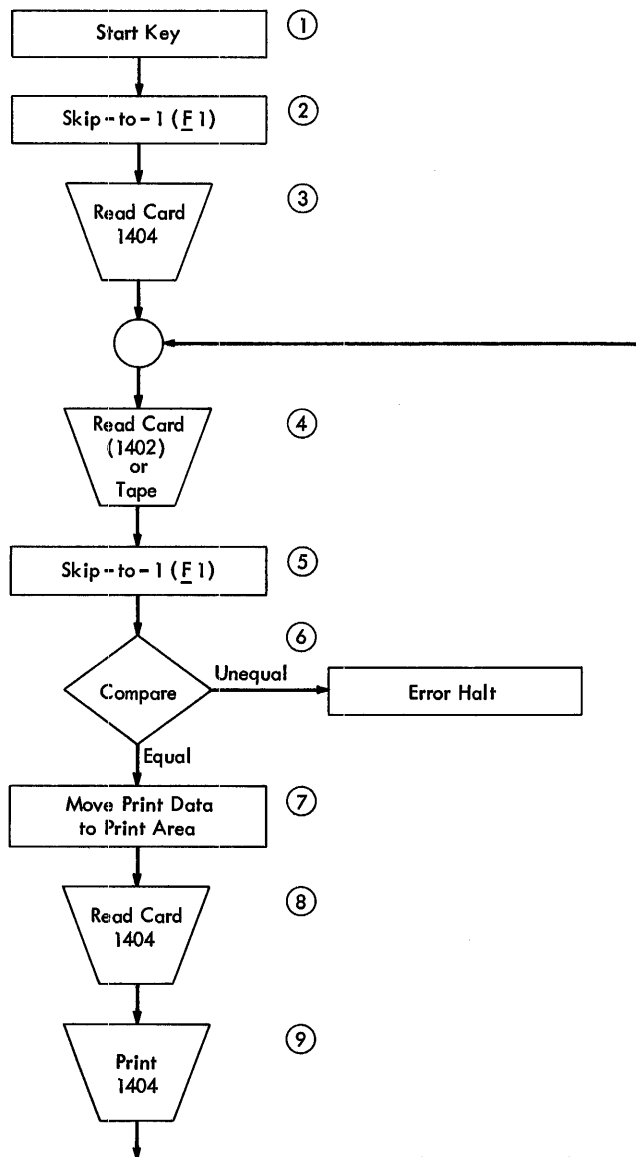 Start Key
1
Skip-to-1 (F 1)
2
Read Card
1404
3
Read Card
(1402)
or
Tape
4
Skip-to-1 (F 1)
5
6
Compare
Unequal
Error Halt
Equal
Move Print Data
to Print Area
7
Read Card
1404
8
Print
1404
9